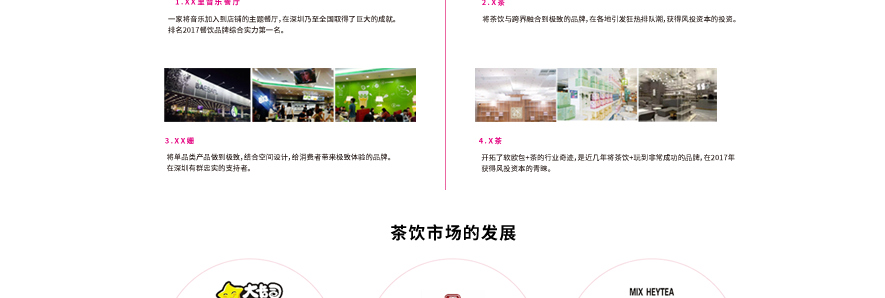 1.XX里音乐餐厅
一家将音乐加入到店铺的主题餐厅,在深圳乃至全国取得了巨大的成就。
排名2017餐饮品牌综合实力第一名。
2.X茶
将茶饮与跨界融合到极致的品牌,在各地引发狂热排队潮,获得风投资本的投资。
3.XX姗
将单品类产品做到极致,结合空间设计,给消费者带来极致体验的品牌。
在深圳有群忠实的支持者。
4.X茶
开拓了软欧包+茶的行业奇迹,是近几年将茶饮+玩到非常成功的品牌,在2017年
获得风投资本的青睐。
茶饮市场的发展
MIX HEYTEA